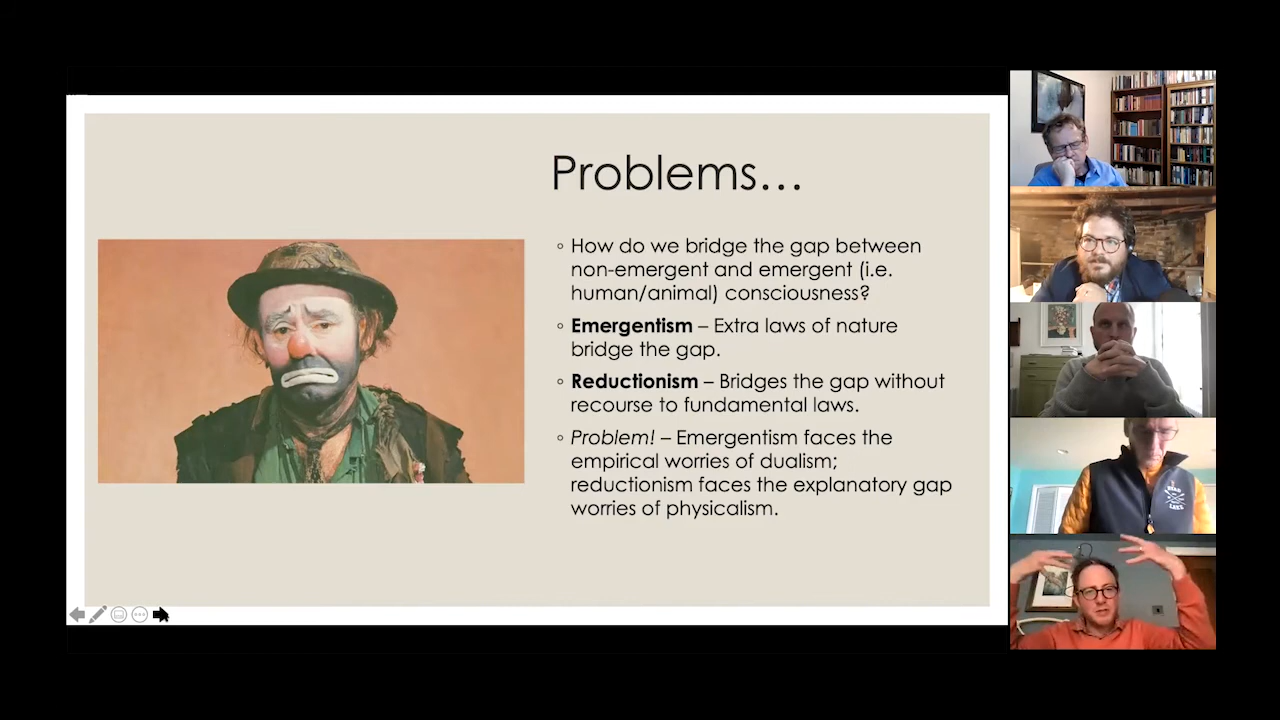 Problems…
◦ How do we bridge the gap between
non-emergent and emergent (i.e.
human/animal) consciousness?
◦ Emergentism – Extra laws of nature
bridge the gap.
◦ Reductionism – Bridges the gap without
recourse to fundamental laws.
◦ Problem! – Emergentism faces the
empirical worries of dualism;
reductionism faces the explanatory gap
worries of physicalism.